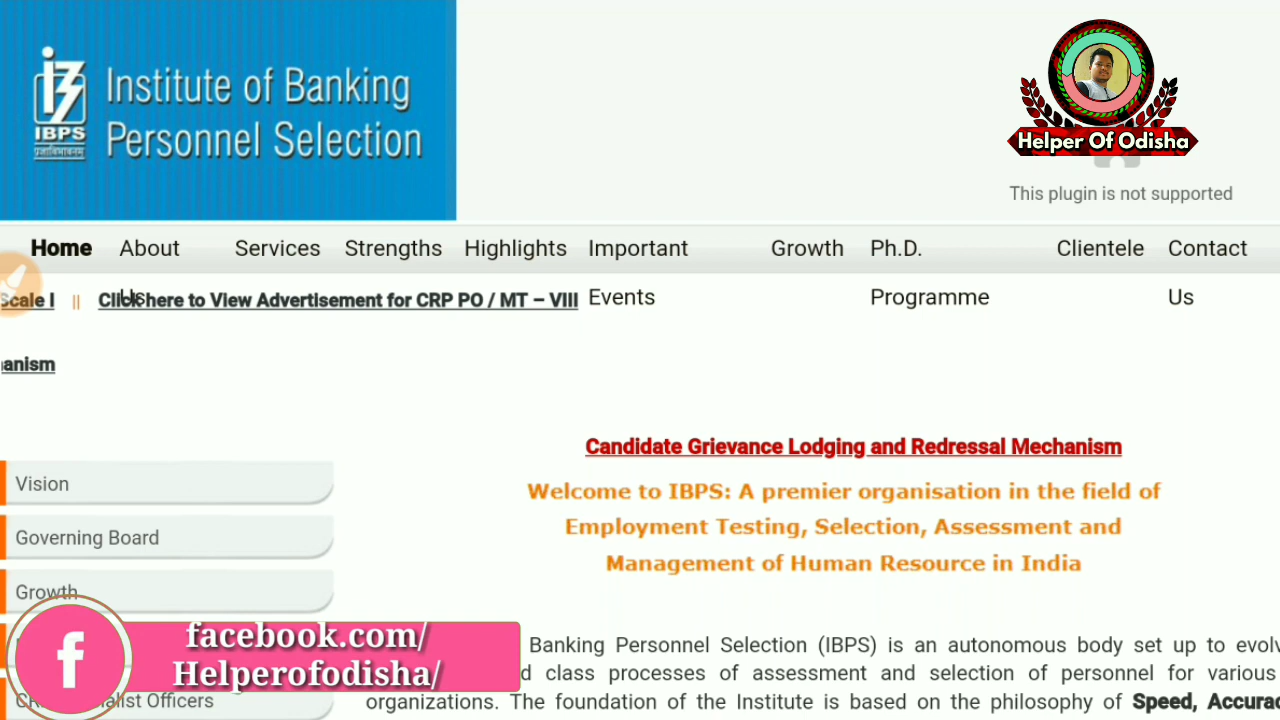 Institute of Banking
Personnel Selection
IBPS
Helper Of Odisha
This plugin is not supported
Home About Us Services Strengths Highlights Important Events Growth Ph.D. Programme Clientele Contact Us
Scale I || Click here to View Advertisement for CRP PO / MT – VIII
anism
Candidate Grievance Lodging and Redressal Mechanism
Welcome to IBPS: A premier organisation in the field of
Employment Testing, Selection, Assessment and
Management of Human Resource in India
Vision
Governing Board
Growth
facebook.com/
Helperofodisha/
Banking Personnel Selection (IBPS) is an autonomous body set up to evolv
d class processes of assessment and selection of personnel for various
organizations. The foundation of the Institute is based on the philosophy of Speed, Accurac
alist Officers